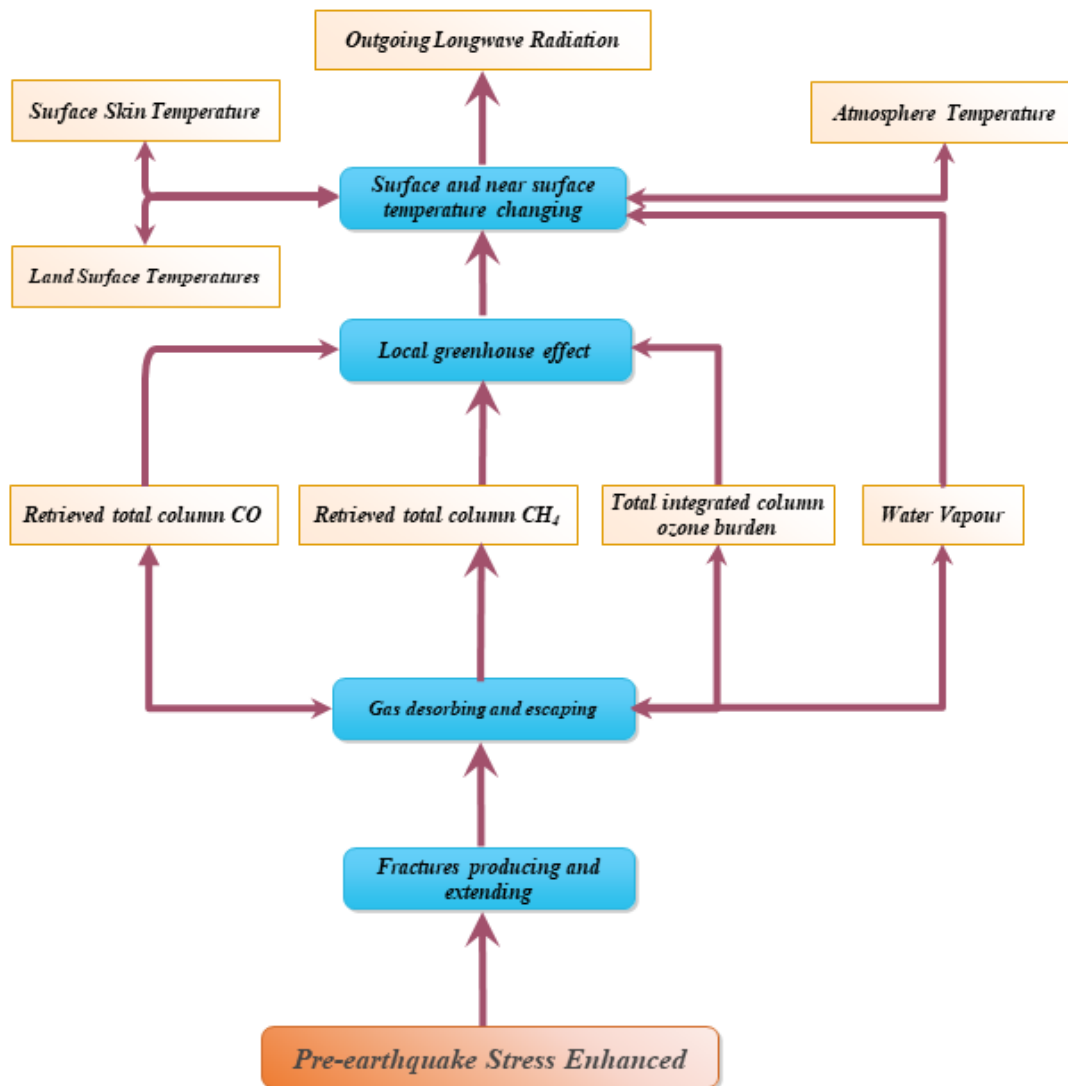 Outgoing Longwave Radiation
Surface Skin Temperature
Atmosphere Temperature
Surface and near surface
temperature changing
Land Surface Temperatures
Local greenhouse effect
Retrieved total column CO
Retrieved total column CH₄
Total integrated column
ozone burden
Water Vapour
Gas desorbing and escaping
Fractures producing and
extending
Pre-earthquake Stress Enhanced